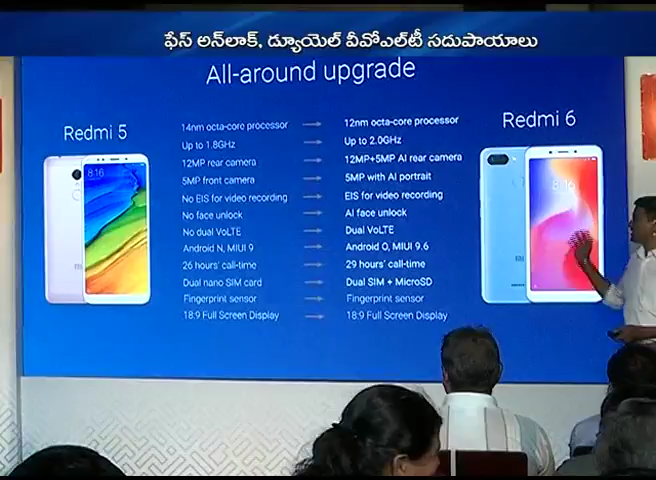 ఫేస్ అన్‌లాక్, డ్యూయెల్ వీవోఎల్‌టీ సదుపాయాలు
All-around upgrade
Redmi 5
Redmi 6
14nm octa-core processor → 12nm octa-core processor
Up to 1.8GHz → Up to 2.0GHz
12MP rear camera → 12MP+5MP AI rear camera
5MP front camera → 5MP with AI portrait
No EIS for video recording → EIS for video recording
No face unlock → AI face unlock
No dual VoLTE → Dual VoLTE
Android N, MIUI 9 → Android O, MIUI 9.6
26 hours' call-time → 29 hours' call-time
Dual nano SIM card → Dual SIM + MicroSD
Fingerprint sensor → Fingerprint sensor
18:9 Full Screen Display → 18:9 Full Screen Display
8:16
8:16